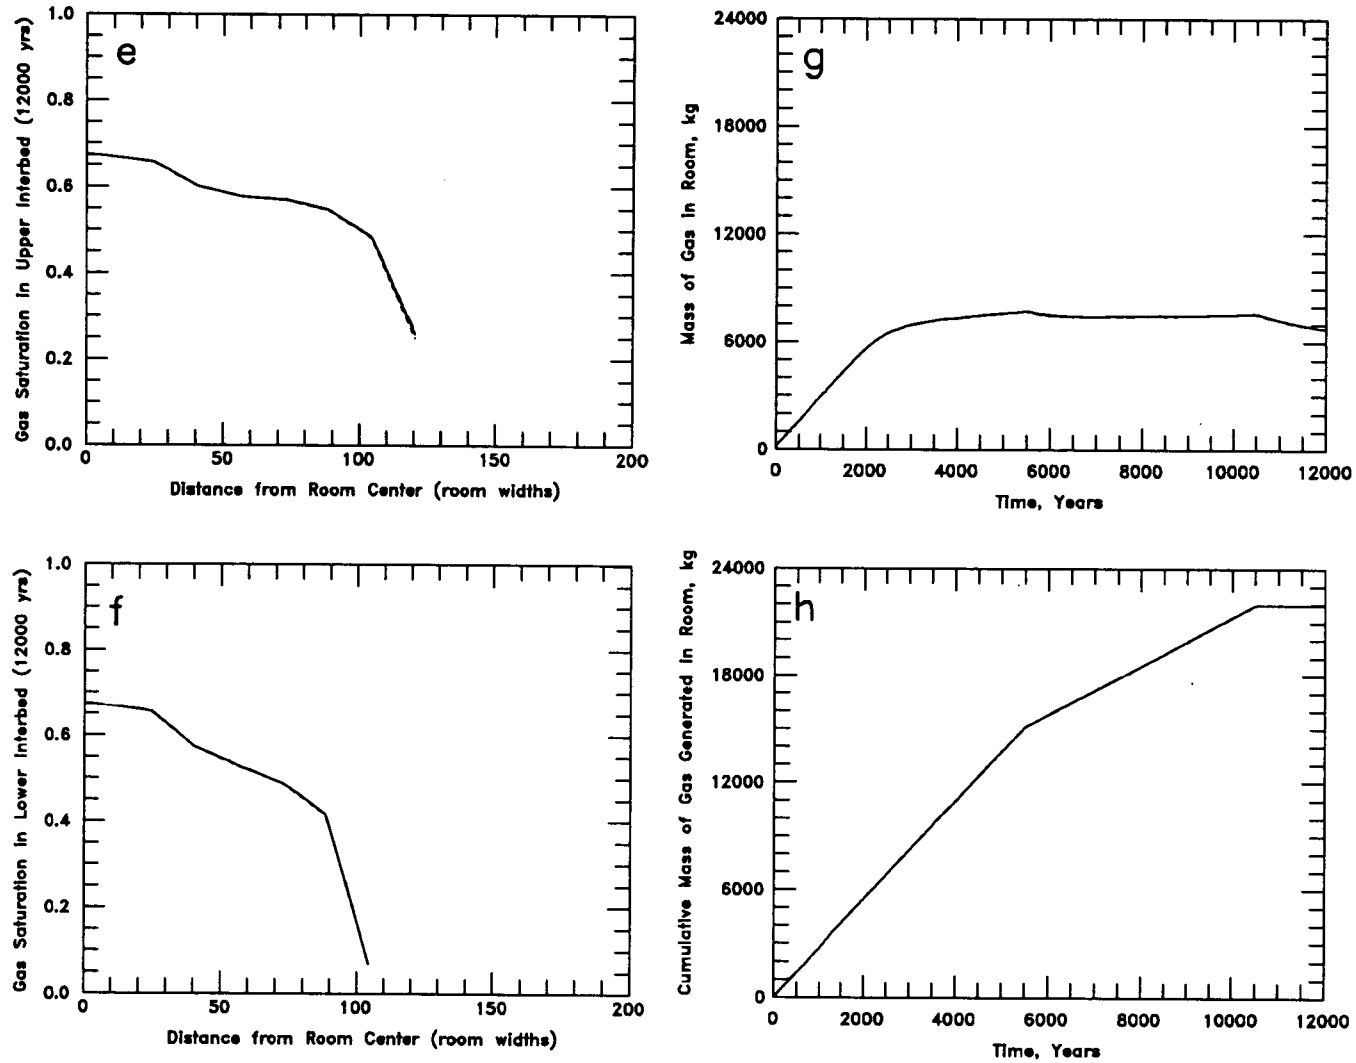 e
Gas Saturation in Upper Interbed (12000 yrs)
1.0
0.8
0.6
0.4
0.2
0.0
0 50 100 150 200
Distance from Room Center (room widths)
g
Mass of Gas in Room, kg
24000
18000
12000
6000
0
0 2000 4000 6000 8000 10000 12000
Time, Years
f
Gas Saturation in Lower Interbed (12000 yrs)
1.0
0.8
0.6
0.4
0.2
0.0
0 50 100 150 200
Distance from Room Center (room widths)
h
Cumulative Mass of Gas Generated in Room, kg
24000
18000
12000
6000
0
0 2000 4000 6000 8000 10000 12000
Time, Years